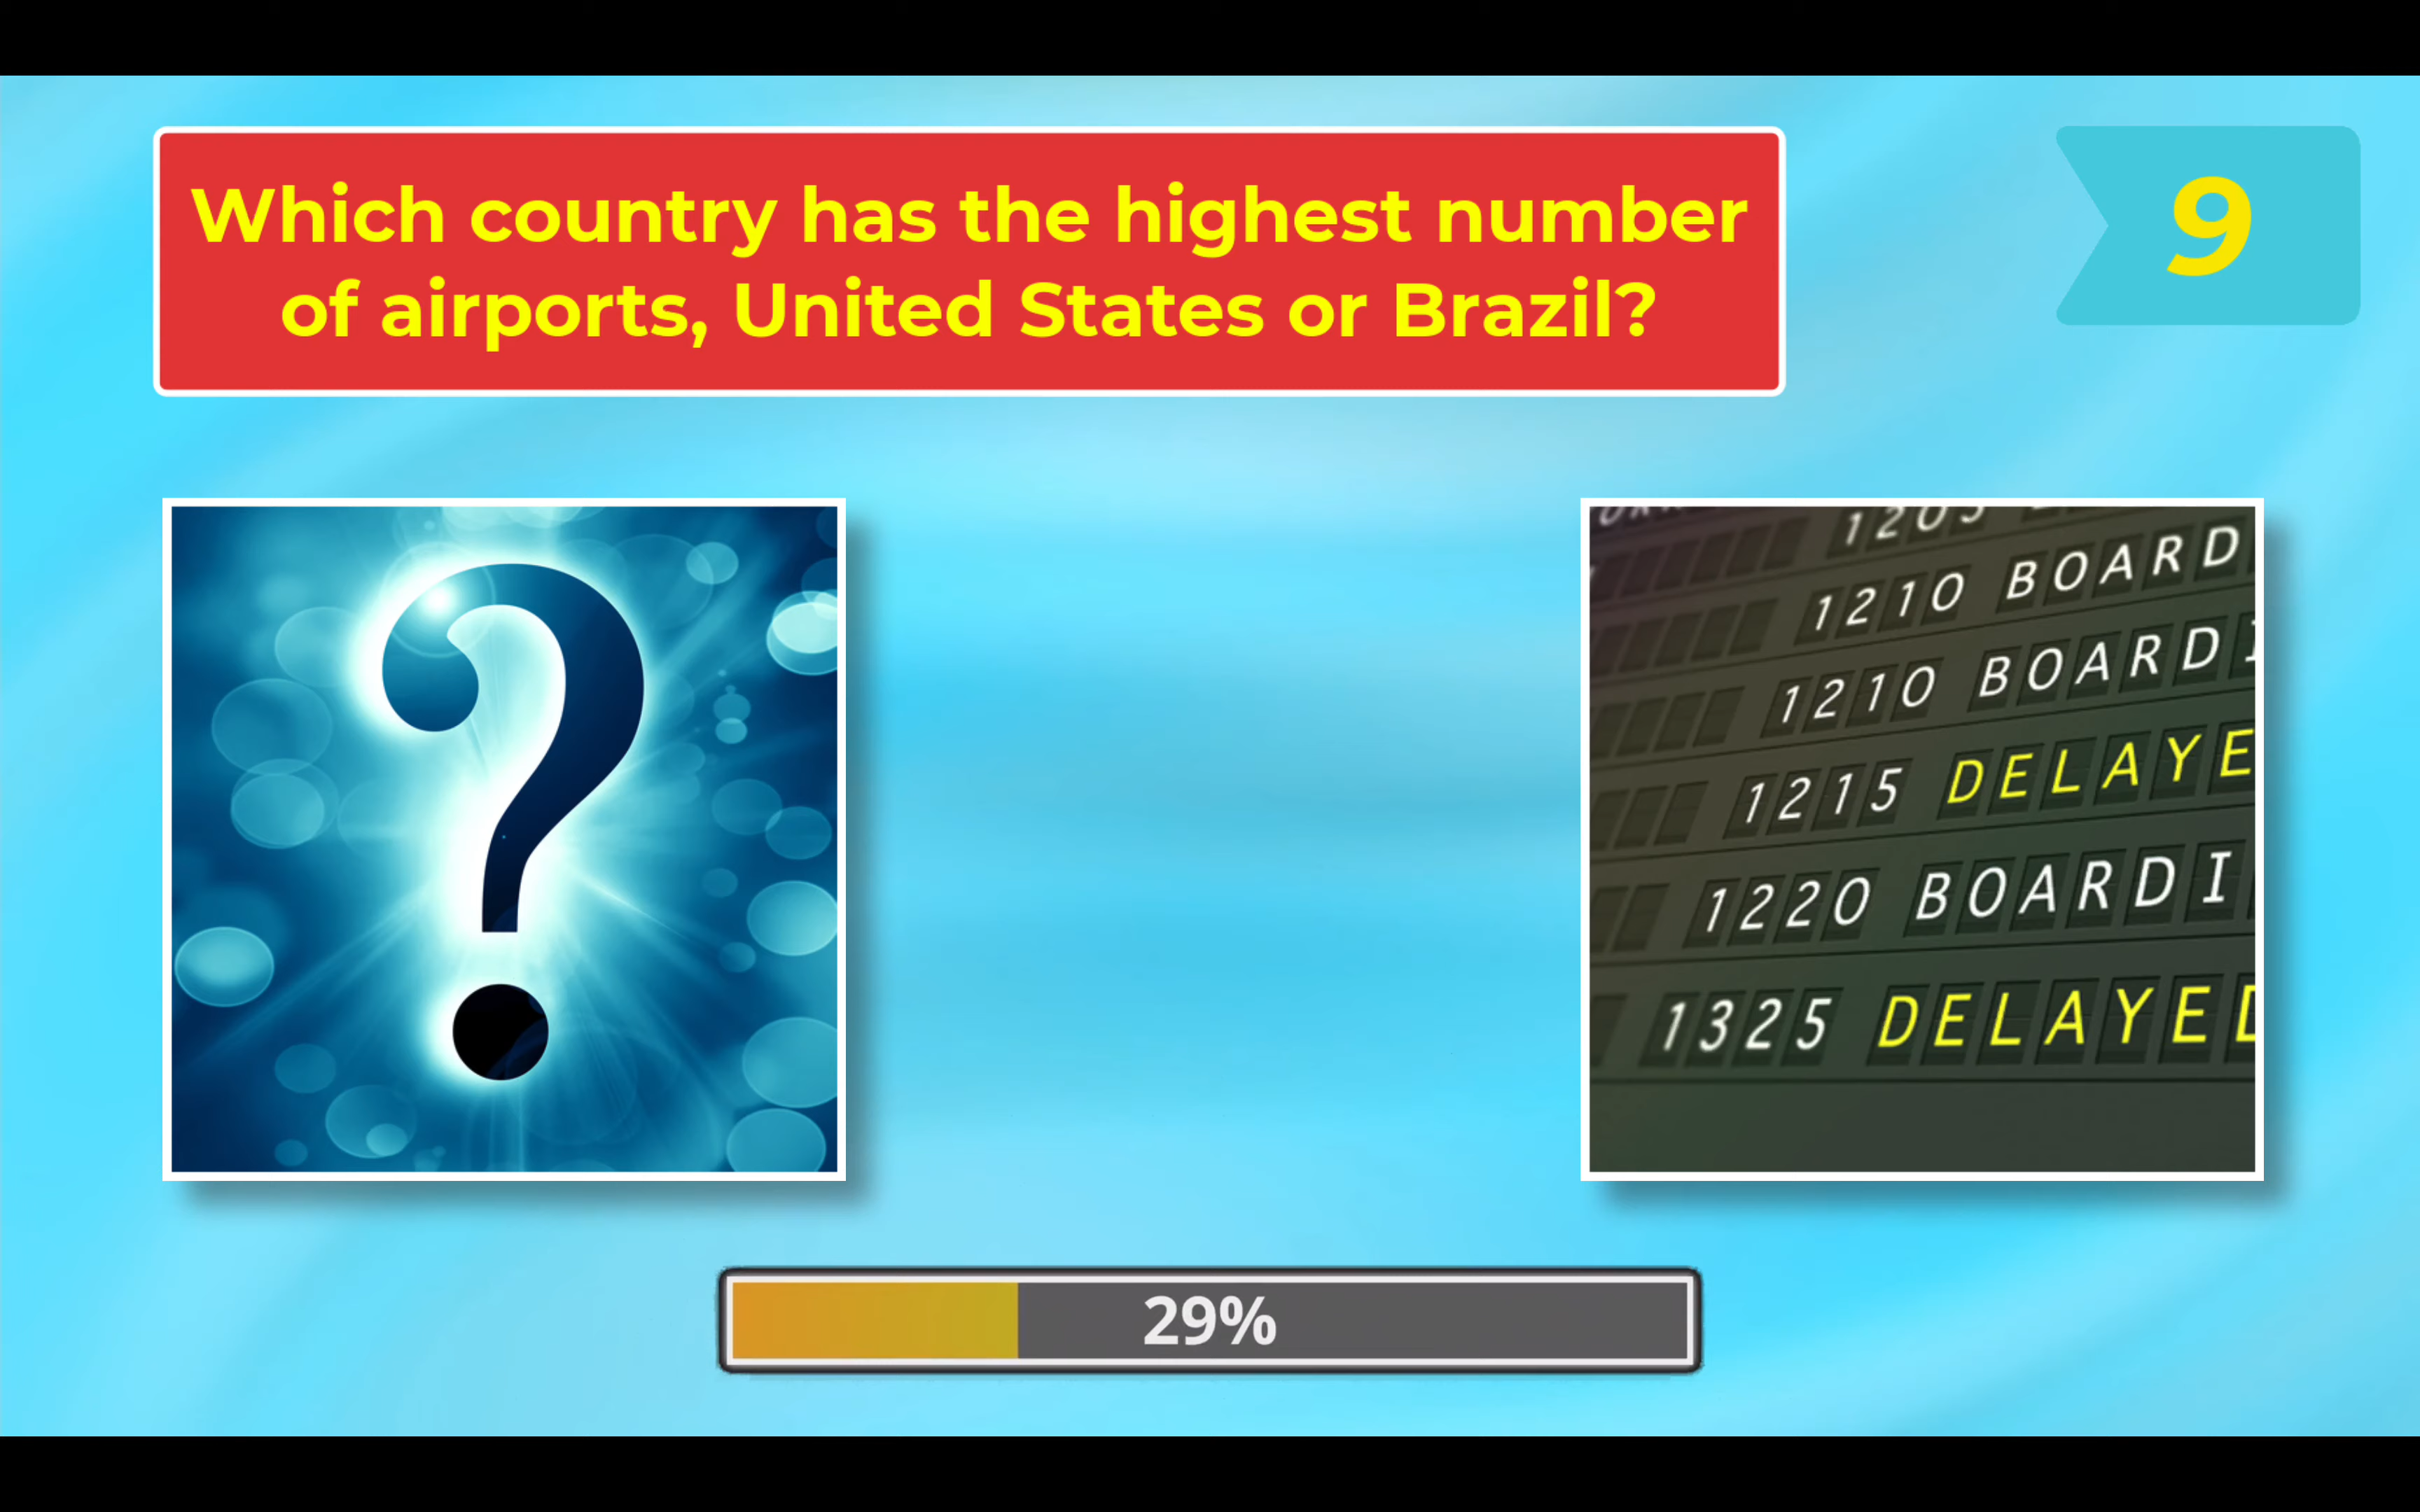 Which country has the highest number
of airports, United States or Brazil?
9
1205
1210 BOARD
1210 BOARDI
1215 DELAYE
1220 BOARDI
1325 DELAYED
29%